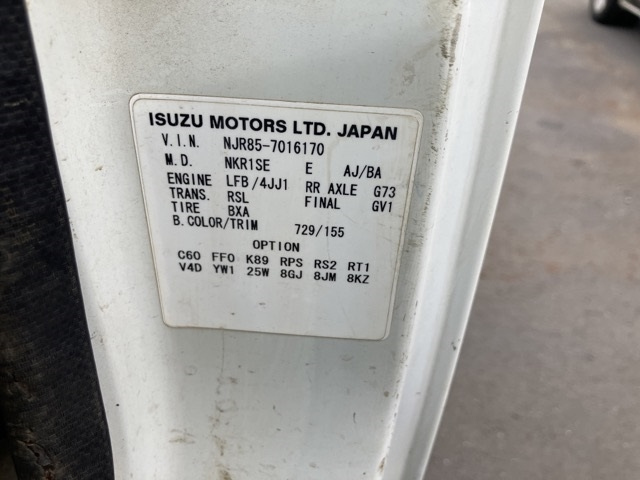 ISUZU MOTORS LTD. JAPAN
V.I.N. NJR85-7016170
M.D. NKR1SE E AJ/BA
ENGINE LFB/4JJ1 RR AXLE G73
TRANS. RSL FINAL GV1
TIRE BXA
B.COLOR/TRIM 729/155
OPTION
C60 FF0 K89 RPS RS2 RT1
V4D YW1 25W 8GJ 8JM 8KZ